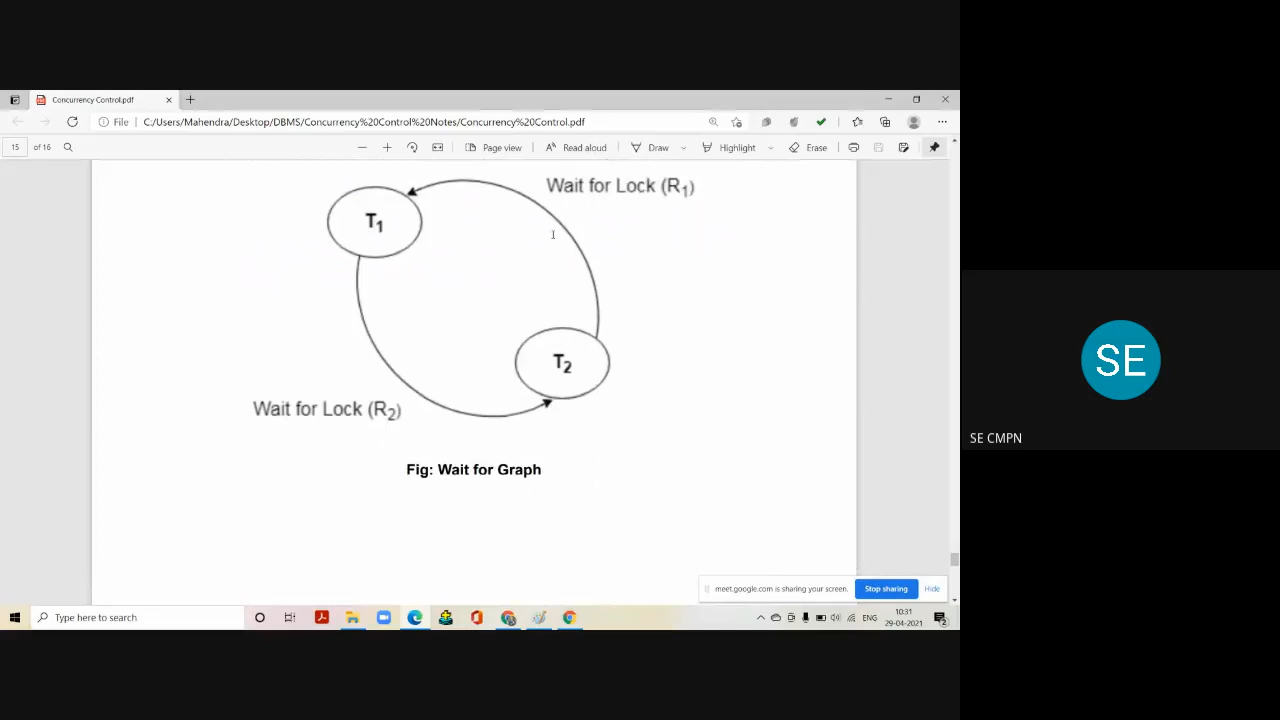 Concurrency Control.pdf
File
C:/Users/Mahendra/Desktop/DBMS/Concurrency%20Control%20Notes/Concurrency%20Control.pdf
15 of 16
Page view
Read aloud
Draw
Highlight
Erase
Wait for Lock (R1)
T1
T2
Wait for Lock (R2)
Fig: Wait for Graph
SE
SE CMPN
meet.google.com is sharing your screen.
Stop sharing
Hide
Type here to search
ENG
10:31
29-04-2021
2